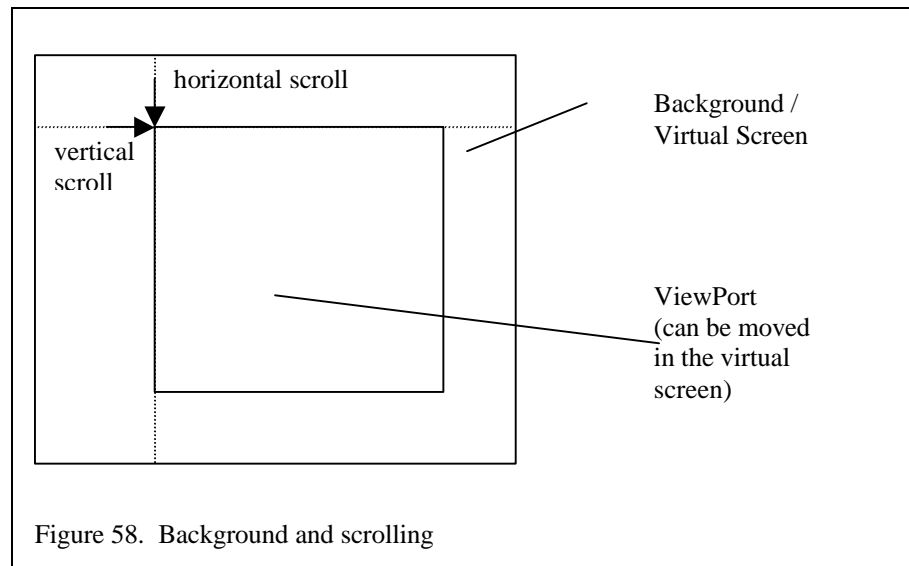 horizontal scroll
vertical
scroll
Background /
Virtual Screen
ViewPort
(can be moved
in the virtual
screen)
Figure 58.  Background and scrolling